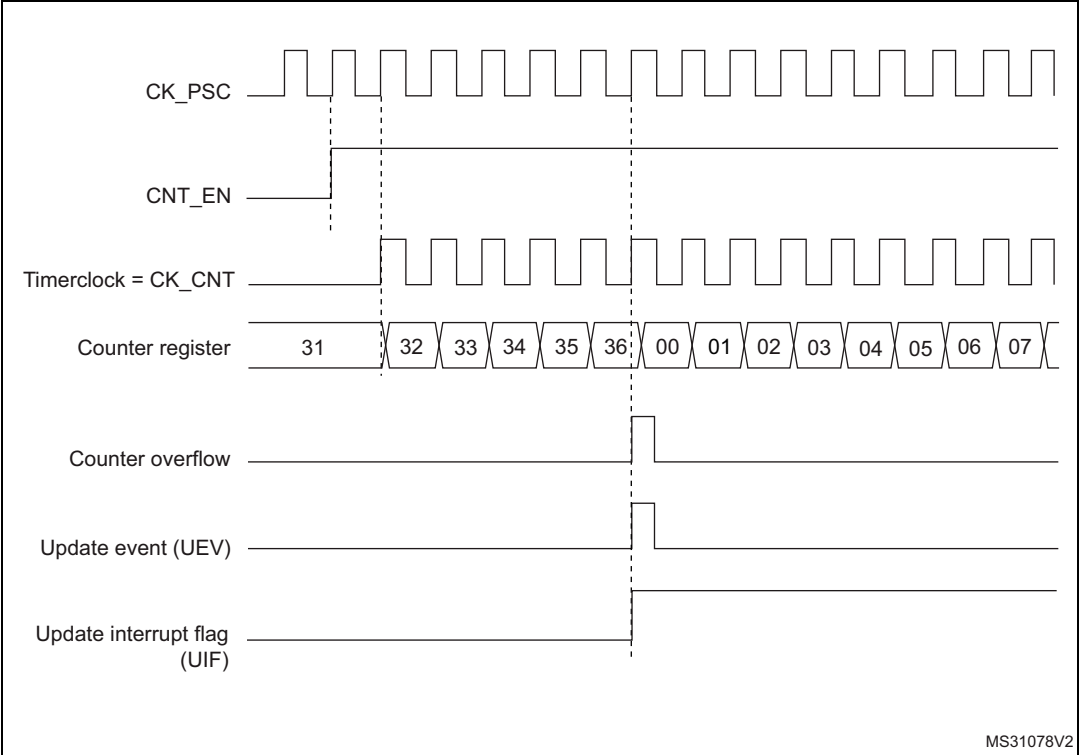 CK_PSC
CNT_EN
Timerclock = CK_CNT
Counter register 31 32 33 34 35 36 00 01 02 03 04 05 06 07
Counter overflow
Update event (UEV)
Update interrupt flag
(UIF)
MS31078V2